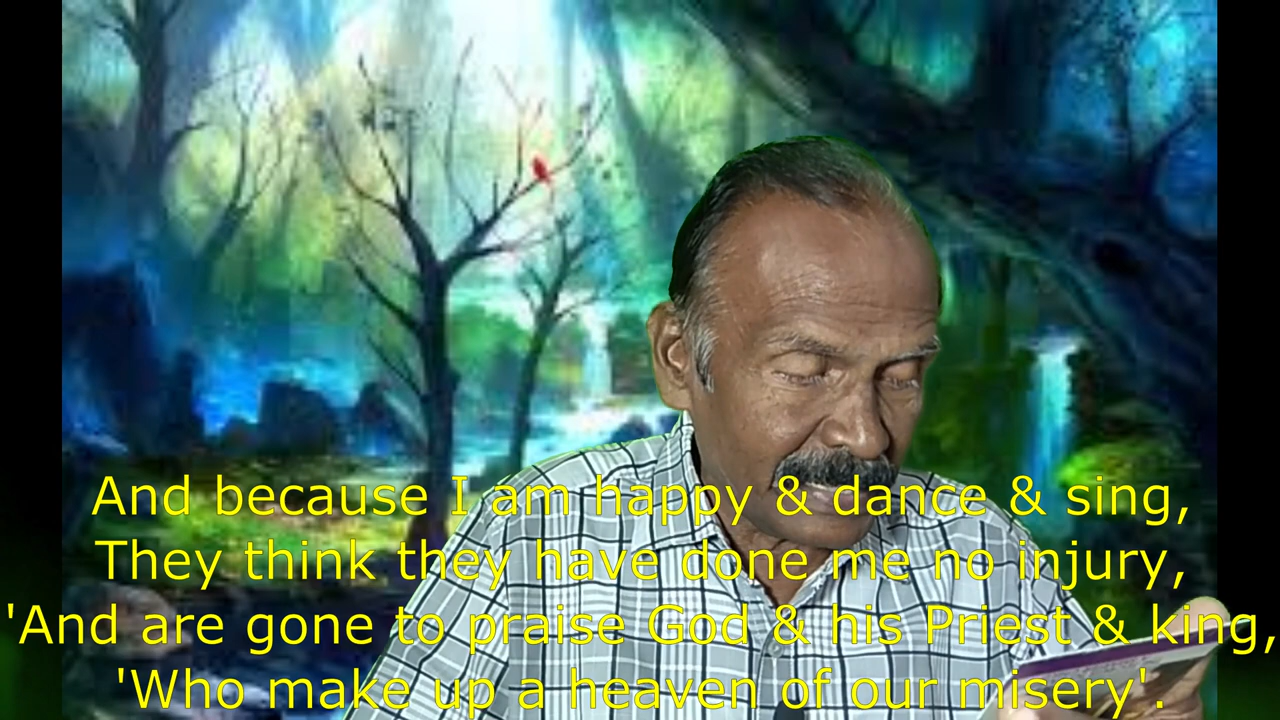 And because I am happy & dance & sing,
They think they have done me no injury,
'And are gone to praise God & his Priest & king,
'Who make up a heaven of our misery'.